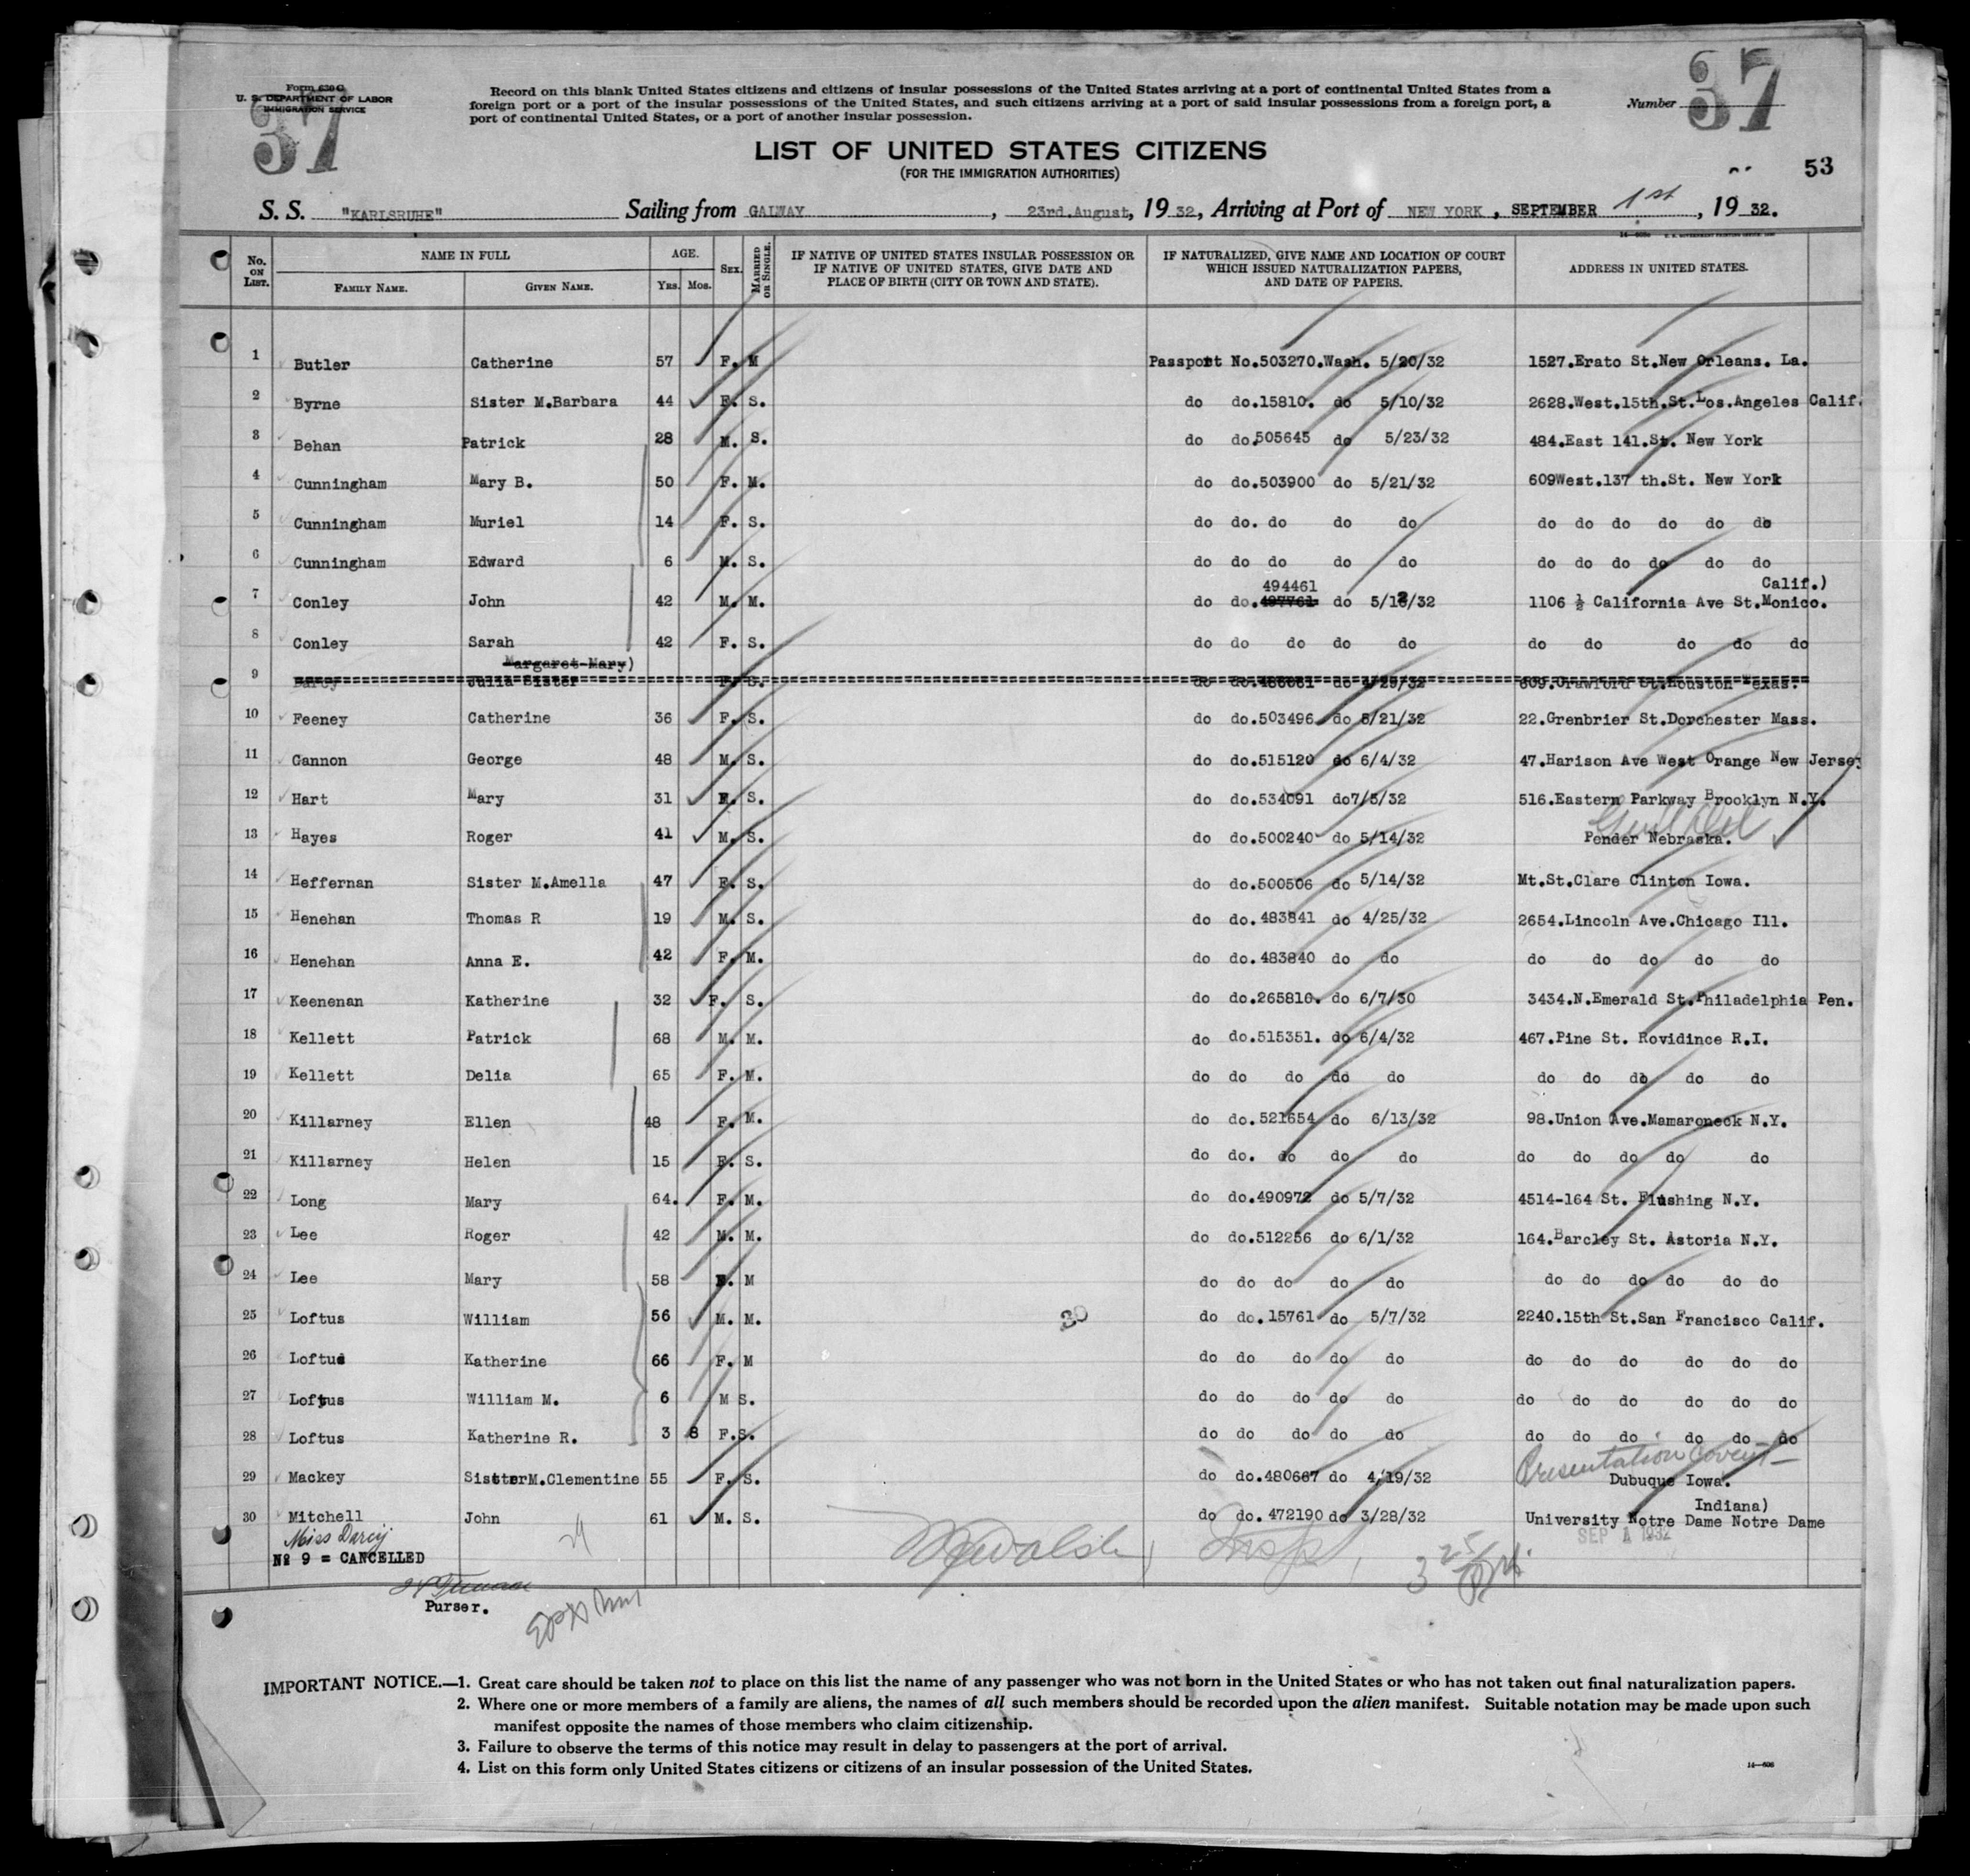 Form 630 G
U. S. DEPARTMENT OF LABOR
IMMIGRATION SERVICE
37
Record on this blank United States citizens and citizens of insular possessions of the United States arriving at a port of continental United States from a
foreign port or a port of the insular possessions of the United States, and such citizens arriving at a port of said insular possessions from a foreign port, a
port of continental United States, or a port of another insular possession.
Number 37
LIST OF UNITED STATES CITIZENS
(FOR THE IMMIGRATION AUTHORITIES)
53
S. S. "KARLSRUHE" Sailing from GALWAY, 23rd.August, 1932, Arriving at Port of NEW YORK, SEPTEMBER 1st, 1932.
No. ON LIST. NAME IN FULL FAMILY NAME. GIVEN NAME. AGE. Yrs. Mos. SEX. MARRIED OR SINGLE. IF NATIVE OF UNITED STATES INSULAR POSSESSION OR IF NATIVE OF UNITED STATES, GIVE DATE AND PLACE OF BIRTH (CITY OR TOWN AND STATE). IF NATURALIZED, GIVE NAME AND LOCATION OF COURT WHICH ISSUED NATURALIZATION PAPERS, AND DATE OF PAPERS. ADDRESS IN UNITED STATES.
1 Butler Catherine 57 F. M Passport No.503270.Wash. 5/20/32 1527.Erato St.New Orleans. La.
2 Byrne Sister M.Barbara 44 F. S. do do.15810. do 5/10/32 2628.West.15th.St.Los.Angeles Calif.
3 Behan Patrick 28 M. S. do do.505645 do 5/23/32 484.East 141.St. New York
4 Cunningham Mary B. 50 F. M. do do.503900 do 5/21/32 609West.137 th.St. New York
5 Cunningham Muriel 14 F. S. do do. do do do do do do do do do
6 Cunningham Edward 6 M. S. do do do do do do do do do do do
494461 Calif.)
7 Conley John 42 M. M. do do.497761 do 5/18/32 1106 ½ California Ave St.Monico.
8 Conley Sarah 42 F. S. do do do do do do do do do do
Margaret-Mary)
9 Darcy Julia Sister F. S. do do.486061 do 4/29/32 609.Crawford St.Houston Texas.
10 Feeney Catherine 36 F. S. do do.503496 do 5/21/32 22.Grenbrier St.Dorchester Mass.
11 Gannon George 48 M. S. do do.515120 do 6/4/32 47.Harison Ave West Orange New Jersey
12 Hart Mary 31 F. S. do do.534091 do7/5/32 516.Eastern Parkway Brooklyn N.Y.
13 Hayes Roger 41 M. S. do do.500240 do 5/14/32 Pender Nebraska.
14 Heffernan Sister M.Amella 47 F. S. do do.500506 do 5/14/32 Mt.St.Clare Clinton Iowa.
15 Henehan Thomas R 19 M. S. do do. 483841 do 4/25/32 2654.Lincoln Ave.Chicago Ill.
16 Henehan Anna E. 42 F. M. do do. 483840 do do do do do do do
17 Keenenan Katherine 32 F. S. do do.265810. do 6/7/30 3434.N.Emerald St.Philadelphia Pen.
18 Kellett Patrick 68 M. M. do do.515351. do 6/4/32 467.Pine St. Rovidince R.I.
19 Kellett Delia 65 F. M. do do do do do do do do do do
20 Killarney Ellen 48 F. M. do do. 521654 do 6/13/32 98.Union Ave.Mamaroneck N.Y.
21 Killarney Helen 15 F. S. do do. do do do do do do do do
22 Long Mary 64. F. M. do do.490972 do 5/7/32 4514-164 St. Flushing N.Y.
23 Lee Roger 42 M. M. do do.512256 do 6/1/32 164.Barcley St. Astoria N.Y.
24 Lee Mary 58 F. M do do do do do do do do do do do
25 Loftus William 56 M. M. 30 do do. 15761 do 5/7/32 2240.15th St.San Francisco Calif.
26 Loftus Katherine 66 F. M do do do do do do do do do do do
27 Loftus William M. 6 M S. do do do do do do do do do do do
28 Loftus Katherine R. 3 8 F.S. do do do do do do do do do do do
Presentation Covent
29 Mackey Sister M.Clementine 55 F. S. do do.480667 do 4/19/32 Dubuque Iowa.
Indiana)
30 Mitchell John 61 M. S. do do. 472190 do 3/28/32 University Notre Dame Notre Dame
SEP 1 1932
Miss Darcy
No 9 = CANCELLED
Purser.
IMPORTANT NOTICE.—1. Great care should be taken not to place on this list the name of any passenger who was not born in the United States or who has not taken out final naturalization papers.
2. Where one or more members of a family are aliens, the names of all such members should be recorded upon the alien manifest. Suitable notation may be made upon such
manifest opposite the names of those members who claim citizenship.
3. Failure to observe the terms of this notice may result in delay to passengers at the port of arrival.
4. List on this form only United States citizens or citizens of an insular possession of the United States.
14—606